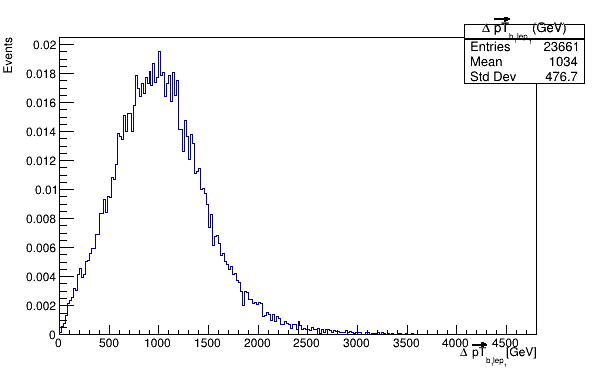 Δ pT b₁lep₁ (GeV)
Entries 23661
Mean 1034
Std Dev 476.7
Events
0.02
0.018
0.016
0.014
0.012
0.01
0.008
0.006
0.004
0.002
0
0 500 1000 1500 2000 2500 3000 3500 4000 4500
Δ pT b₁lep₁ [GeV]